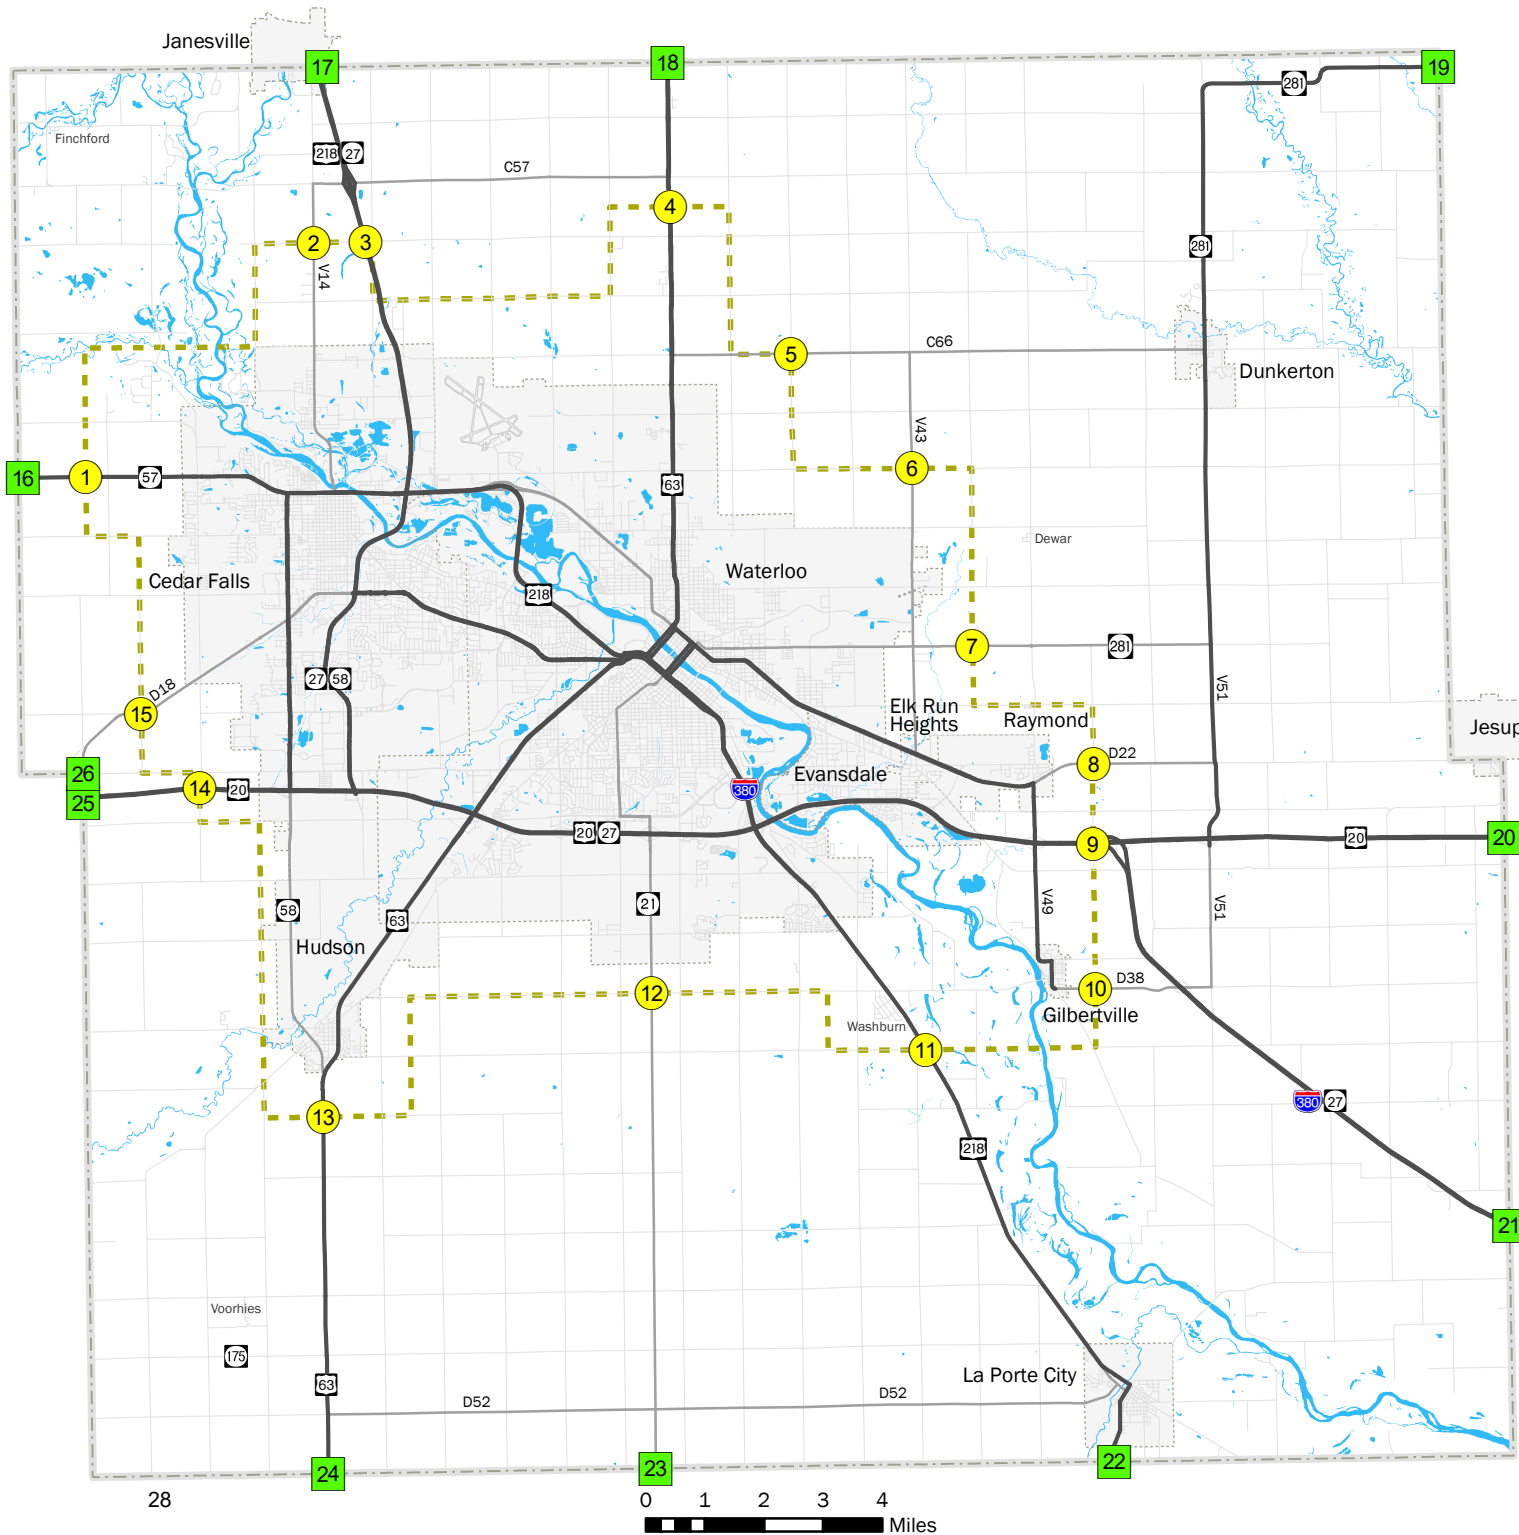 Janesville
17
18
19
281
Finchford
218 27
C57
4
2
3
281
V14
5
C66
Dunkerton
V43
6
16
1
57
63
Dewar
Waterloo
Cedar Falls
218
7
281
27 58
D18
V51
15
Elk Run
Heights
Raymond
Jesup
26
8
D22
Evansdale
25
14
20
380
20 27
9
20
20
58
63
21
V49
V51
Hudson
12
10
D38
Gilbertville
Washburn
11
380 27
13
218
21
Voorhies
175
63
La Porte City
D52
D52
24
23
22
28
0 1 2 3 4
Miles